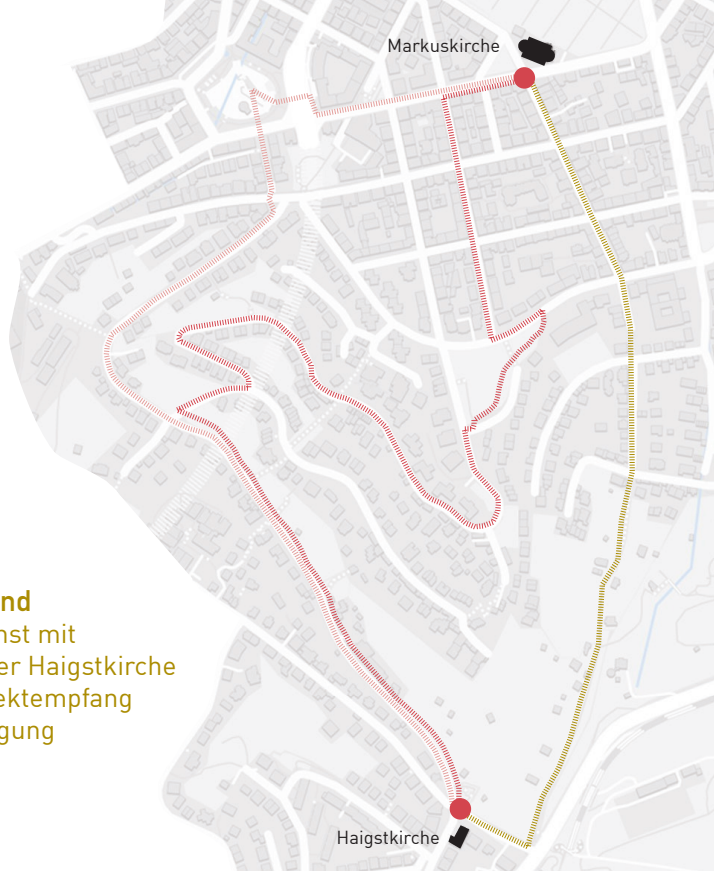 Markuskirche
nd
nst mit
er Haigstkirche
ektempfang
gung
Haigstkirche